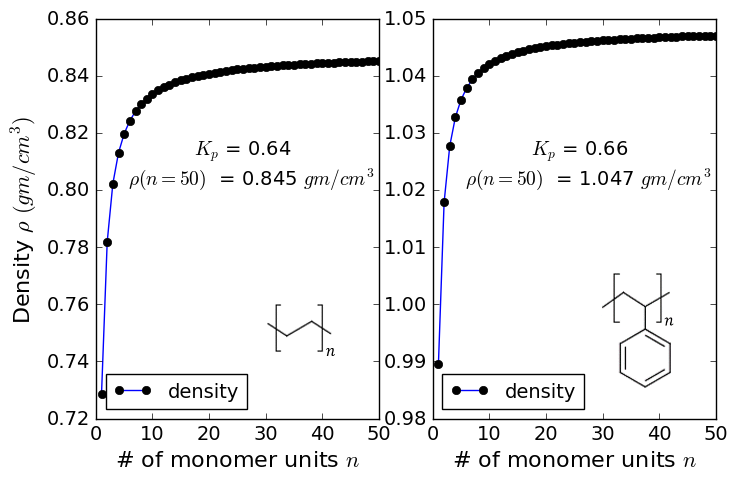 0.86
0.84
0.82
0.80
0.78
0.76
0.74
0.72
Density ρ (gm/cm³)
K_p = 0.64
ρ(n = 50) = 0.845 gm/cm³
n
density
0 10 20 30 40 50
# of monomer units n
1.05
1.04
1.03
1.02
1.01
1.00
0.99
0.98
K_p = 0.66
ρ(n = 50) = 1.047 gm/cm³
n
density
0 10 20 30 40 50
# of monomer units n